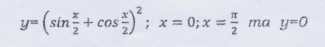 y=(sin x/2 + cos x/2)²; x = 0; x = π/2 ma y=0